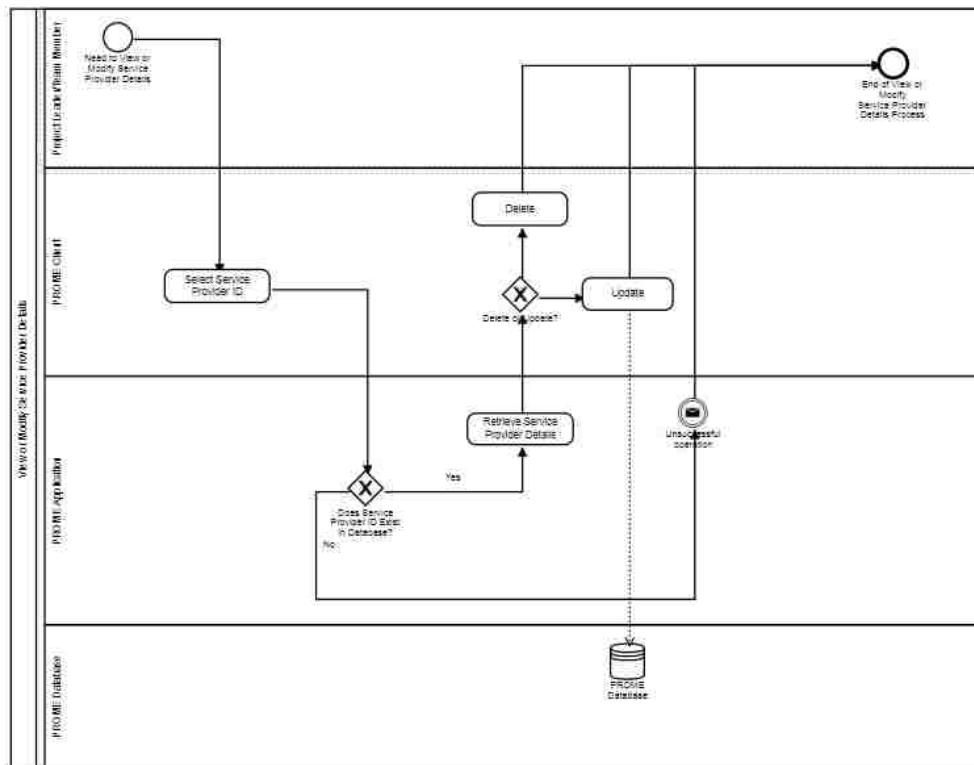 View or Modify Service Provider Details
Project Leader/Team Member
Need to View or
Modify Service
Provider Details
End of View or
Modify
Service Provider
Details Process
PROME Client
Delete
Select Service
Provider ID
Delete or Update?
Update
PROME Application
Retrieve Service
Provider Details
Unsuccessful
operation
Yes
Does Service
Provider ID Exist
in Database?
No
PROME Database
PROME
Database